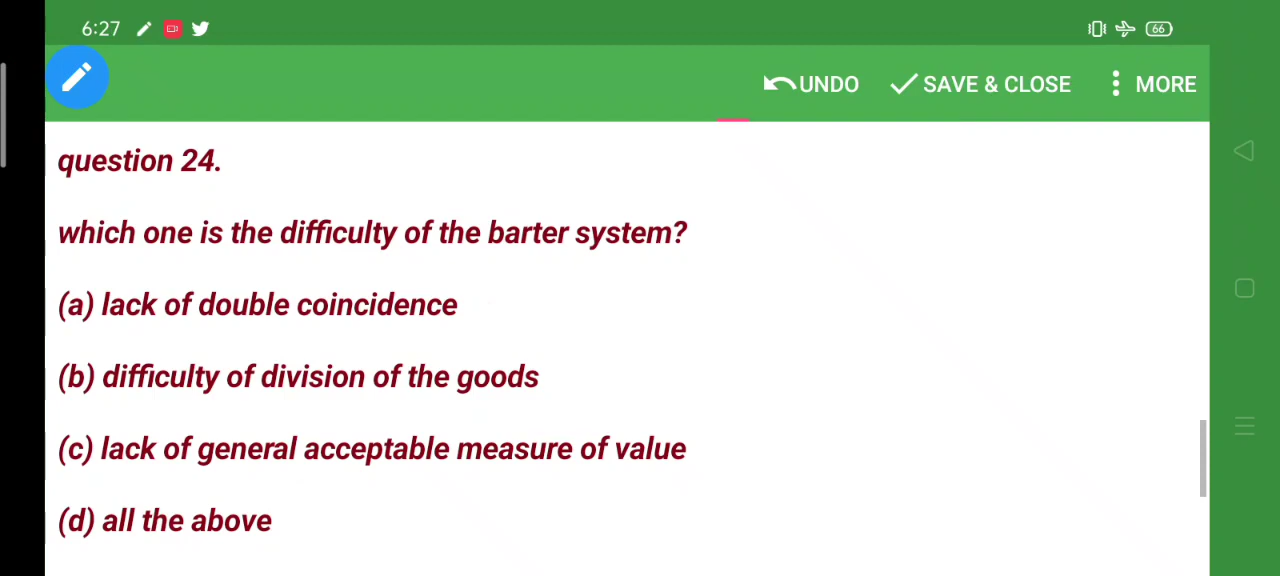 6:27
66
UNDO SAVE & CLOSE MORE
question 24.
which one is the difficulty of the barter system?
(a) lack of double coincidence
(b) difficulty of division of the goods
(c) lack of general acceptable measure of value
(d) all the above